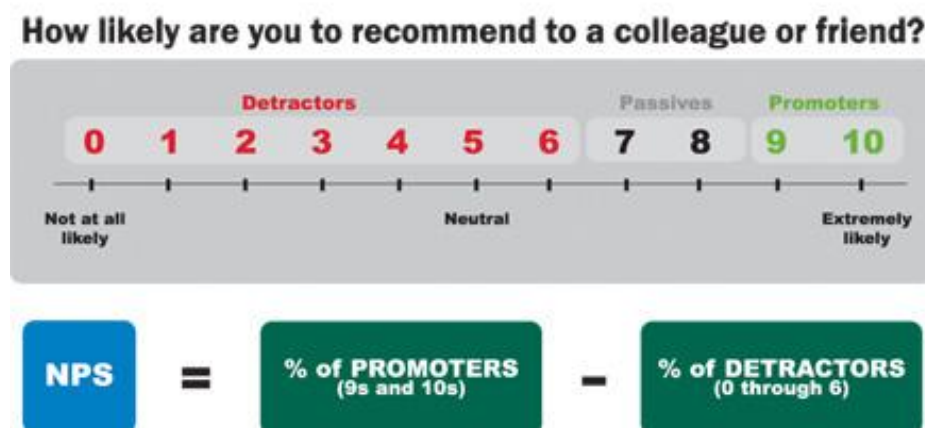 How likely are you to recommend to a colleague or friend?
Detractors Passives Promoters
0 1 2 3 4 5 6 7 8 9 10
Not at all likely
Neutral
Extremely likely
NPS = % of PROMOTERS (9s and 10s) – % of DETRACTORS (0 through 6)